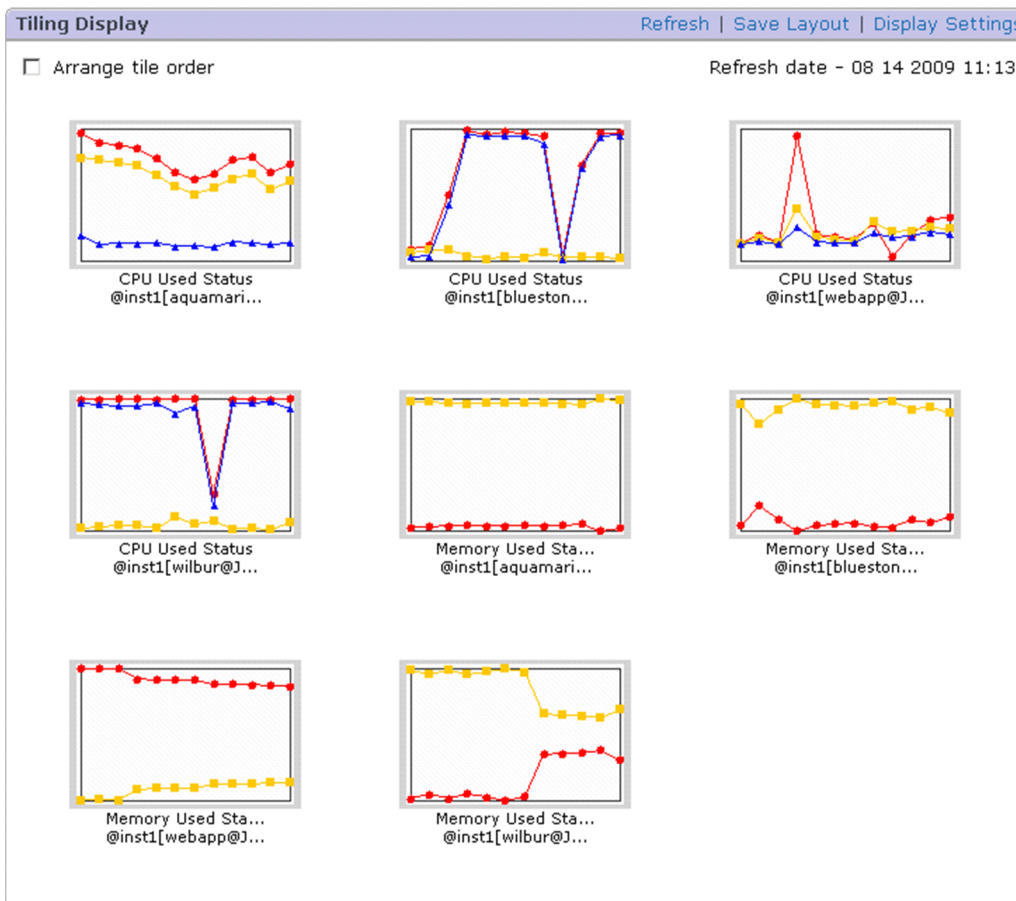 Tiling Display Refresh | Save Layout | Display Settings
Arrange tile order Refresh date - 08 14 2009 11:13
CPU Used Status
@inst1[aquamari...
CPU Used Status
@inst1[blueston...
CPU Used Status
@inst1[webapp@J...
CPU Used Status
@inst1[wilbur@J...
Memory Used Sta...
@inst1[aquamari...
Memory Used Sta...
@inst1[blueston...
Memory Used Sta...
@inst1[webapp@J...
Memory Used Sta...
@inst1[wilbur@J...